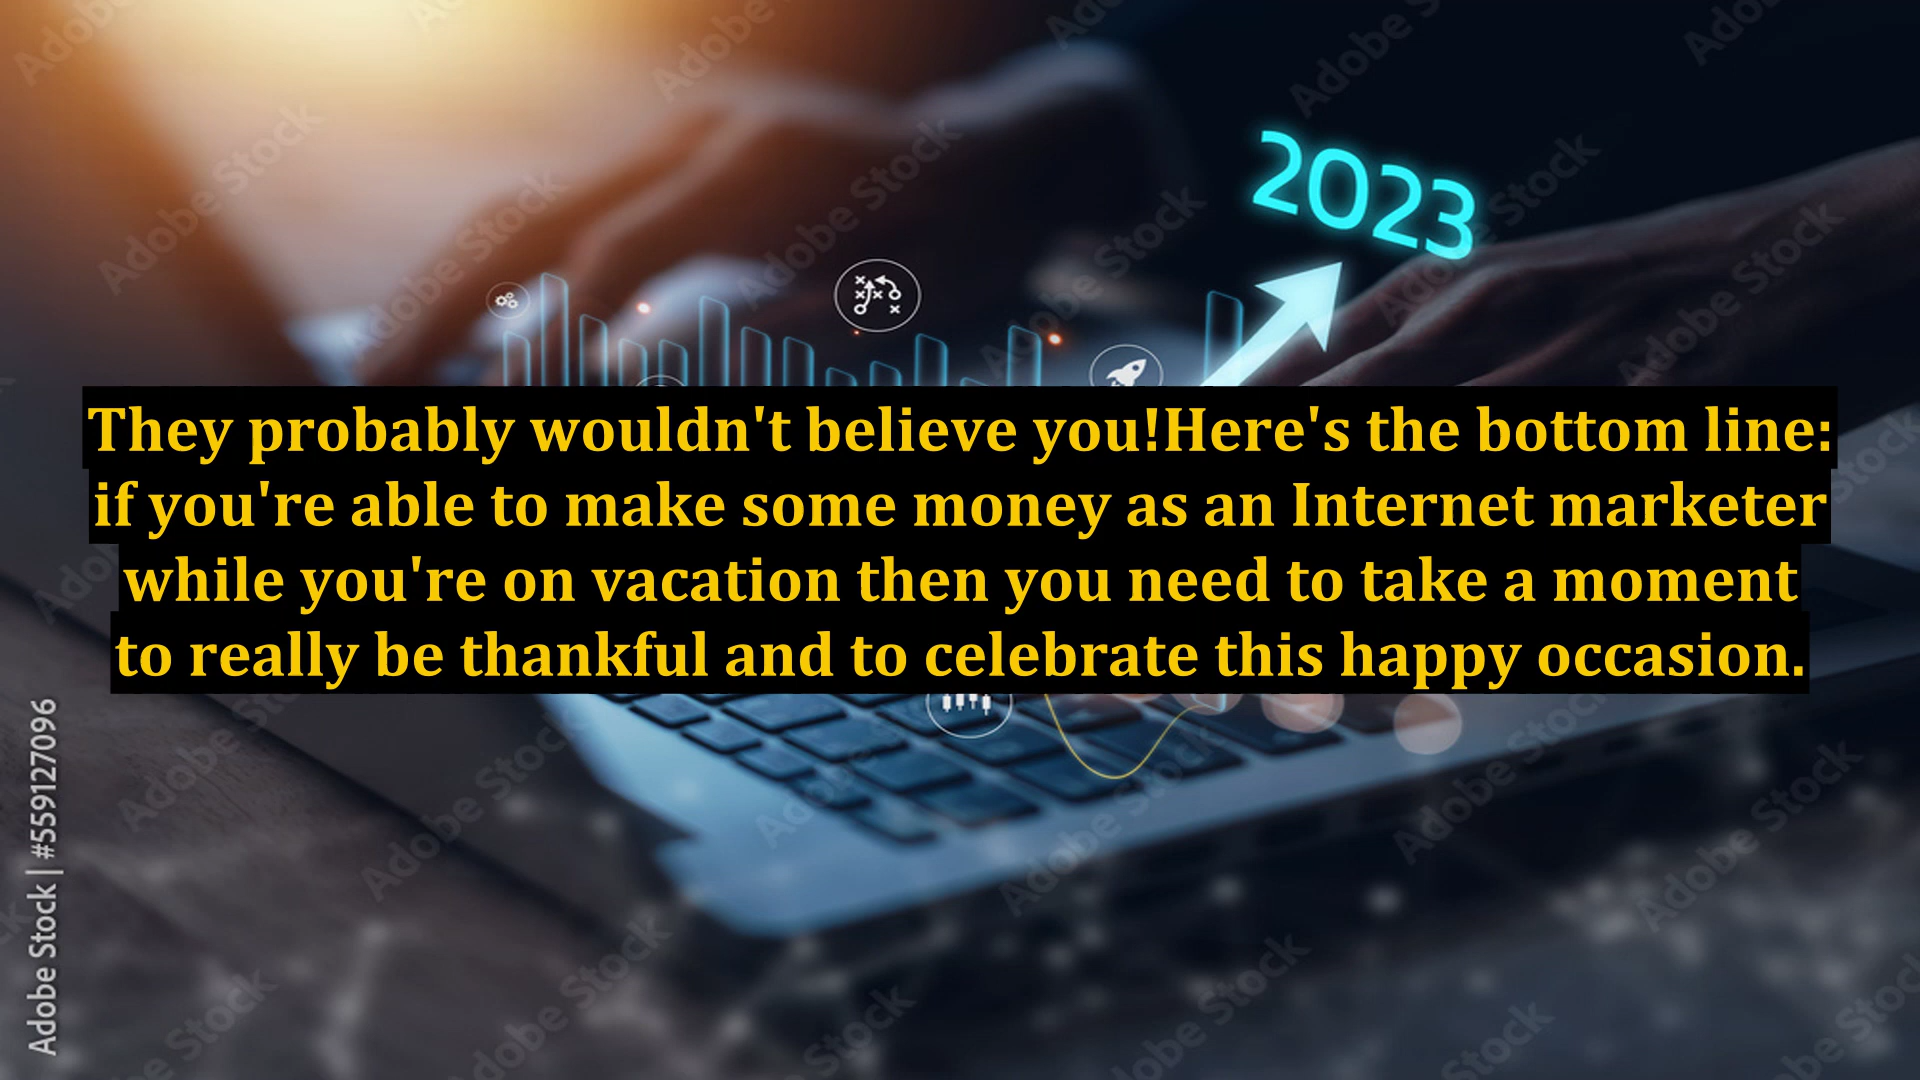 2023
They probably wouldn't believe you!Here's the bottom line:
if you're able to make some money as an Internet marketer
while you're on vacation then you need to take a moment
to really be thankful and to celebrate this happy occasion.
Adobe Stock | #559127096
Adobe Stock